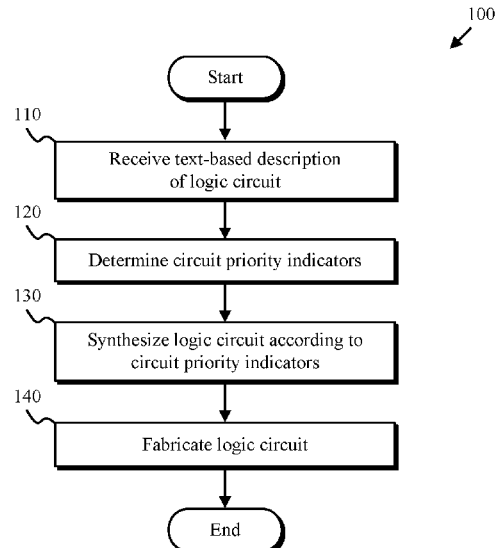 100
Start
110
Receive text-based description
of logic circuit
120
Determine circuit priority indicators
130
Synthesize logic circuit according to
circuit priority indicators
140
Fabricate logic circuit
End